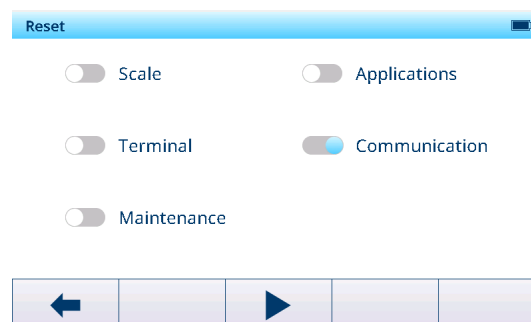 Reset
Scale
Applications
Terminal
Communication
Maintenance